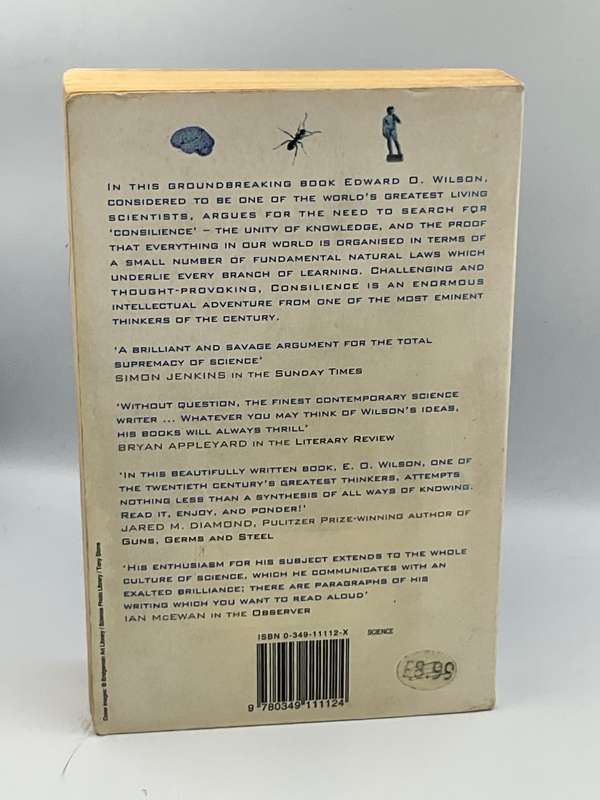 In this groundbreaking book Edward O. Wilson,
considered to be one of the world's greatest living
scientists, argues for the need to search for
'consilience' – the unity of knowledge, and the proof
that everything in our world is organised in terms of
a small number of fundamental natural laws which
underlie every branch of learning. Challenging and
thought-provoking, Consilience is an enormous
intellectual adventure from one of the most eminent
thinkers of the century.
'A brilliant and savage argument for the total
supremacy of science'
SIMON JENKINS in the Sunday Times
'Without question, the finest contemporary science
writer ... Whatever you may think of Wilson's ideas,
his books will always thrill'
BRYAN APPLEYARD in the Literary Review
'In this beautifully written book, E. O. Wilson, one of
the twentieth century's greatest thinkers, attempts
nothing less than a synthesis of all ways of knowing.
Read it, enjoy, and ponder!'
JARED M. DIAMOND, Pulitzer Prize-winning author of
Guns, Germs and Steel
'His enthusiasm for his subject extends to the whole
culture of science, which he communicates with an
exalted brilliance; there are paragraphs of his
writing which you want to read aloud'
IAN McEWAN in the Observer
ISBN 0-349-11112-X
SCIENCE
£8.99
9 780349 111124
Cover images: © Bridgeman Art Library / Science Photo Library / Tony Stone